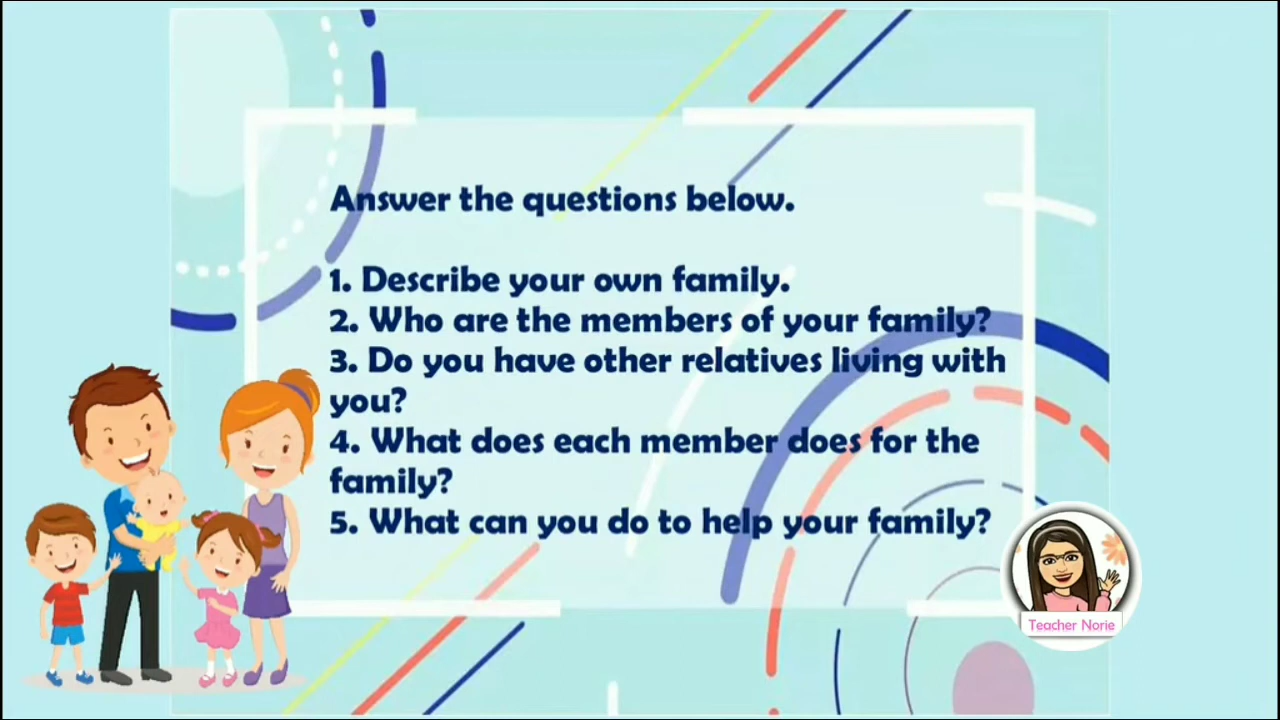 Answer the questions below.
1. Describe your own family.
2. Who are the members of your family?
3. Do you have other relatives living with
you?
4. What does each member does for the
family?
5. What can you do to help your family?
Teacher Norie